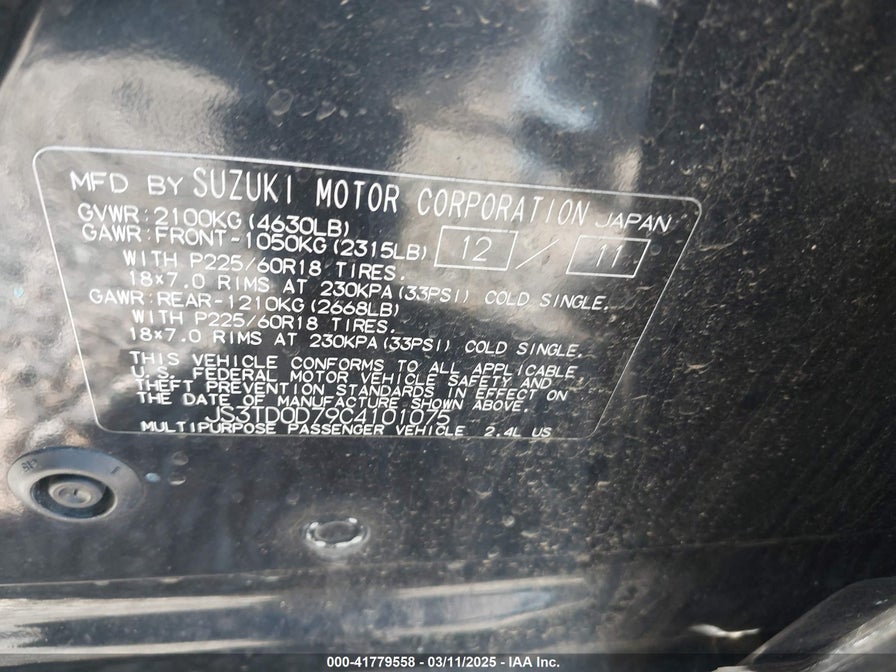 MFD BY SUZUKI MOTOR CORPORATION JAPAN
GVWR:2100KG(4630LB)
GAWR:FRONT-1050KG(2315LB) 12 / 11
WITH P225/60R18 TIRES.
18×7.0 RIMS AT 230KPA(33PSI) COLD SINGLE.
GAWR:REAR-1210KG(2668LB)
WITH P225/60R18 TIRES.
18×7.0 RIMS AT 230KPA(33PSI) COLD SINGLE.
THIS VEHICLE CONFORMS TO ALL APPLICABLE
U.S. FEDERAL MOTOR VEHICLE SAFETY AND
THEFT PREVENTION STANDARDS IN EFFECT ON
THE DATE OF MANUFACTURE SHOWN ABOVE.
JS3TD0D79C4101075
MULTIPURPOSE PASSENGER VEHICLE 2.4L US
000-41779558 - 03/11/2025 - IAA Inc.